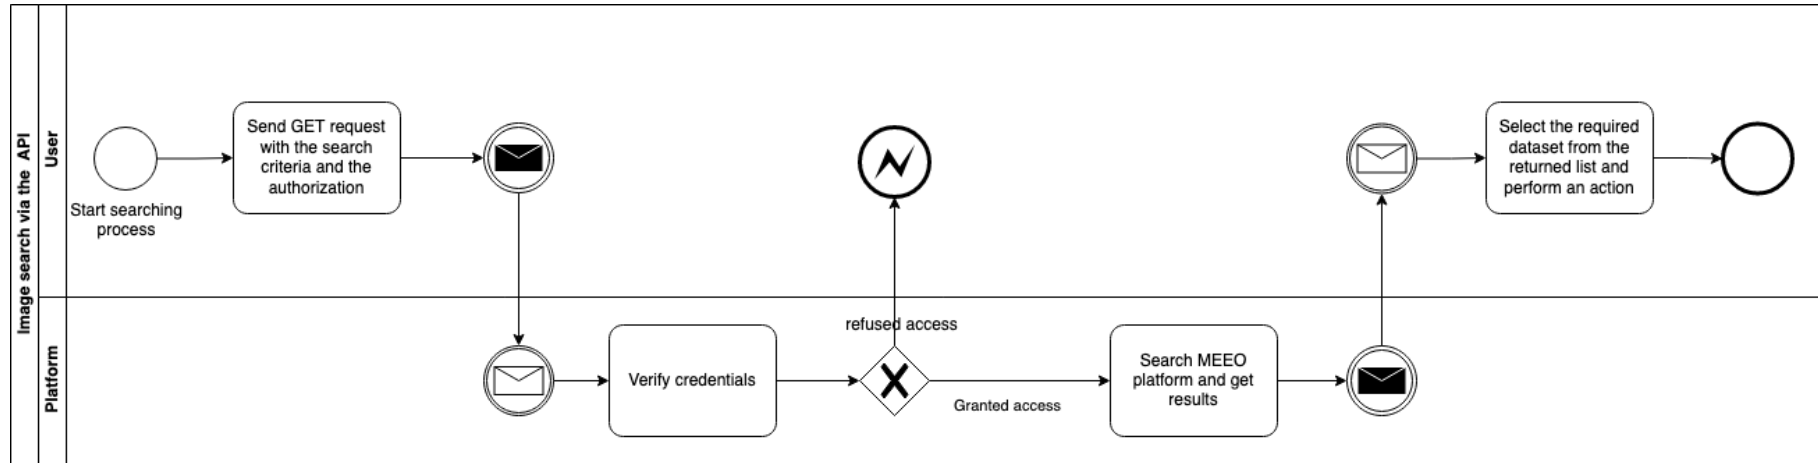 Image search via the API
User
Platform
Start searching
process
Send GET request
with the search
criteria and the
authorization
Select the required
dataset from the
returned list and
perform an action
refused access
Verify credentials
Granted access
Search MEEO
platform and get
results